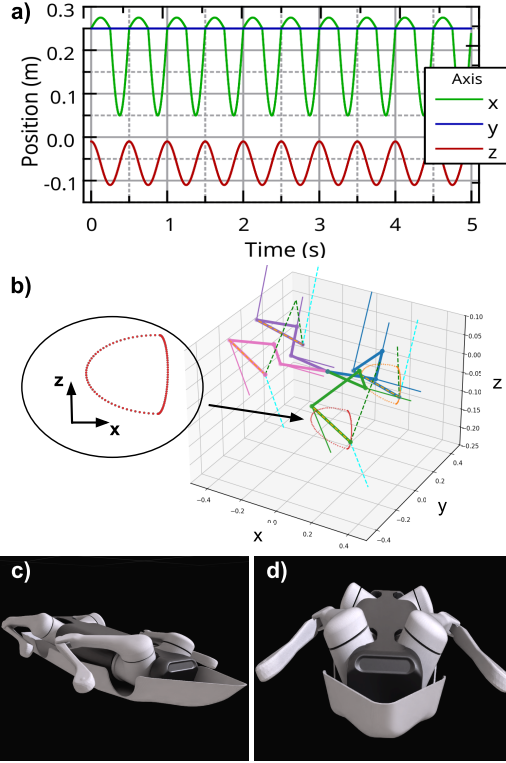 a)
0.3
0.2
0.1
0.0
-0.1
Position (m)
Axis
x
y
z
0 1 2 3 4 5
Time (s)
b)
z
x
0.10
0.05
0.00
−0.05
−0.10
−0.15
−0.20
−0.25
z
0.4
0.2
0.0
−0.2
−0.4
y
−0.4 −0.2 0.2 0.4
x
c) d)